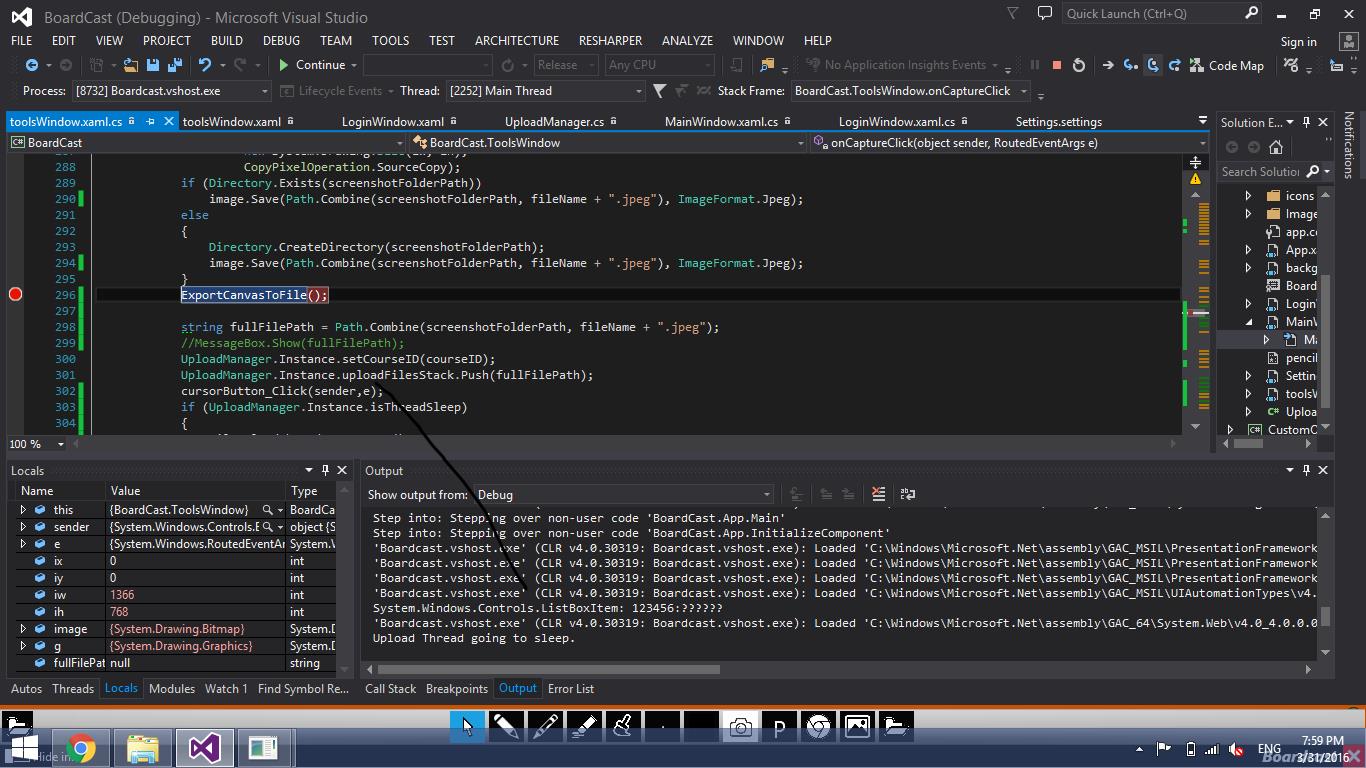 BoardCast (Debugging) - Microsoft Visual Studio
Quick Launch (Ctrl+Q)
FILE EDIT VIEW PROJECT BUILD DEBUG TEAM TOOLS TEST ARCHITECTURE RESHARPER ANALYZE WINDOW HELP
Sign in
Continue Release Any CPU No Application Insights Events Code Map
Process: [8732] Boardcast.vshost.exe Lifecycle Events Thread: [2252] Main Thread Stack Frame: BoardCast.ToolsWindow.onCaptureClick
toolsWindow.xaml.cs toolsWindow.xaml LoginWindow.xaml UploadManager.cs MainWindow.xaml.cs LoginWindow.xaml.cs Settings.settings
Solution E...
Notifications
BoardCast BoardCast.ToolsWindow onCaptureClick(object sender, RoutedEventArgs e)
Search Solutio
288 CopyPixelOperation.SourceCopy);
289 if (Directory.Exists(screenshotFolderPath))
290 image.Save(Path.Combine(screenshotFolderPath, fileName + ".jpeg"), ImageFormat.Jpeg);
291 else
292 {
293 Directory.CreateDirectory(screenshotFolderPath);
294 image.Save(Path.Combine(screenshotFolderPath, fileName + ".jpeg"), ImageFormat.Jpeg);
295 }
296 ExportCanvasToFile();
297
298 string fullFilePath = Path.Combine(screenshotFolderPath, fileName + ".jpeg");
299 //MessageBox.Show(fullFilePath);
300 UploadManager.Instance.setCourseID(courseID);
301 UploadManager.Instance.uploadFilesStack.Push(fullFilePath);
302 cursorButton_Click(sender,e);
303 if (UploadManager.Instance.isThreadSleep)
304 {
icons
Image
app.co
App.x
backg
Board
Login
MainW
Ma
pencil
Settin
toolsW
Uploa
CustomC
100 %
Locals
Name Value Type
this {BoardCast.ToolsWindow} BoardCa
sender {System.Windows.Controls.E object {S
e {System.Windows.RoutedEventAr System.W
ix 0 int
iy 0 int
iw 1366 int
ih 768 int
image {System.Drawing.Bitmap} System.D
g {System.Drawing.Graphics} System.D
fullFilePat null string
Autos Threads Locals Modules Watch 1 Find Symbol Re...
Output
Show output from: Debug
Step into: Stepping over non-user code 'BoardCast.App.Main'
Step into: Stepping over non-user code 'BoardCast.App.InitializeComponent'
'Boardcast.vshost.exe' (CLR v4.0.30319: Boardcast.vshost.exe): Loaded 'C:\Windows\Microsoft.Net\assembly\GAC_MSIL\PresentationFramework
'Boardcast.vshost.exe' (CLR v4.0.30319: Boardcast.vshost.exe): Loaded 'C:\Windows\Microsoft.Net\assembly\GAC_MSIL\PresentationFramework
'Boardcast.vshost.exe' (CLR v4.0.30319: Boardcast.vshost.exe): Loaded 'C:\Windows\Microsoft.Net\assembly\GAC_MSIL\PresentationFramework
'Boardcast.vshost.exe' (CLR v4.0.30319: Boardcast.vshost.exe): Loaded 'C:\Windows\Microsoft.Net\assembly\GAC_MSIL\UIAutomationTypes\v4.
System.Windows.Controls.ListBoxItem: 123456:??????
'Boardcast.vshost.exe' (CLR v4.0.30319: Boardcast.vshost.exe): Loaded 'C:\Windows\Microsoft.Net\assembly\GAC_64\System.Web\v4.0_4.0.0.0
Upload Thread going to sleep.
Call Stack Breakpoints Output Error List
P
Hide in
ENG
7:59 PM
3/31/2016